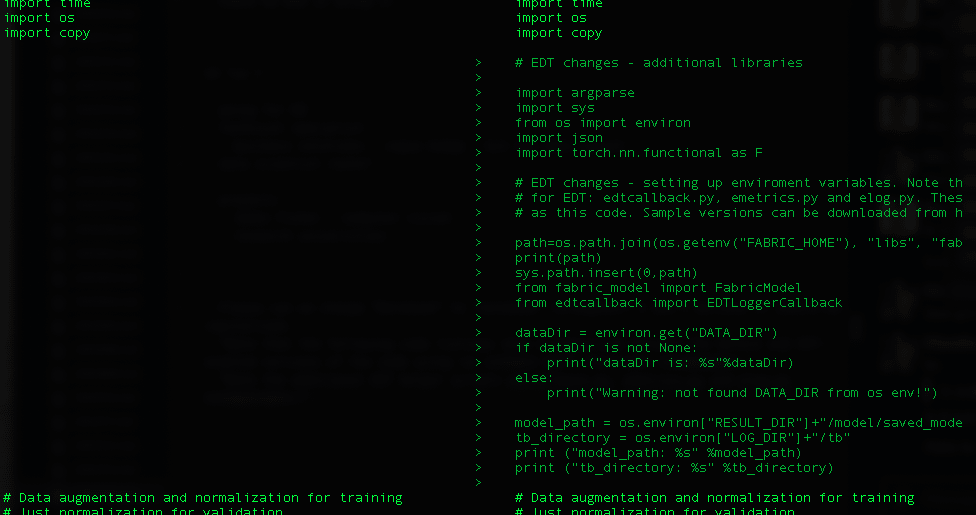 import time import time
import os import os
import copy import copy
> # EDT changes - additional libraries
>
> import argparse
> import sys
> from os import environ
> import json
> import torch.nn.functional as F
>
> # EDT changes - setting up enviroment variables. Note th
> # for EDT: edtcallback.py, emetrics.py and elog.py. Thes
> # as this code. Sample versions can be downloaded from h
>
> path=os.path.join(os.getenv("FABRIC_HOME"), "libs", "fab
> print(path)
> sys.path.insert(0,path)
> from fabric_model import FabricModel
> from edtcallback import EDTLoggerCallback
>
> dataDir = environ.get("DATA_DIR")
> if dataDir is not None:
>     print("dataDir is: %s"%dataDir)
> else:
>     print("Warning: not found DATA_DIR from os env!")
>
> model_path = os.environ["RESULT_DIR"]+"/model/saved_mode
> tb_directory = os.environ["LOG_DIR"]+"/tb"
> print ("model_path: %s" %model_path)
> print ("tb_directory: %s" %tb_directory)
>
# Data augmentation and normalization for training # Data augmentation and normalization for training
# Just normalization for validation # Just normalization for validation